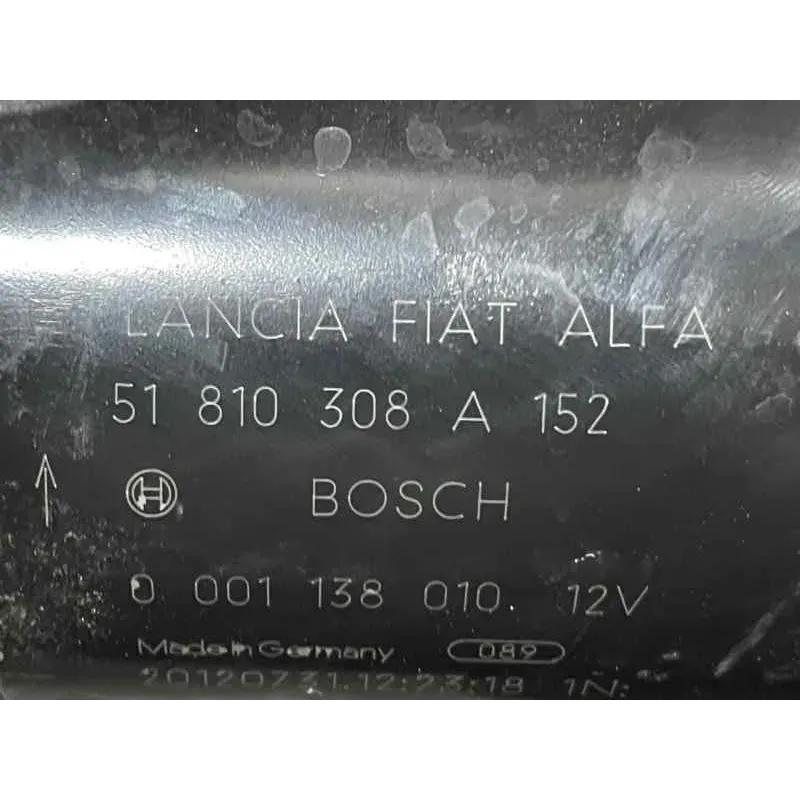 LANCIA FIAT ALFA
51 810 308 A 152
BOSCH
0 001 138 010. 12V
Made in Germany 089
20120731.12:23:18 1N: